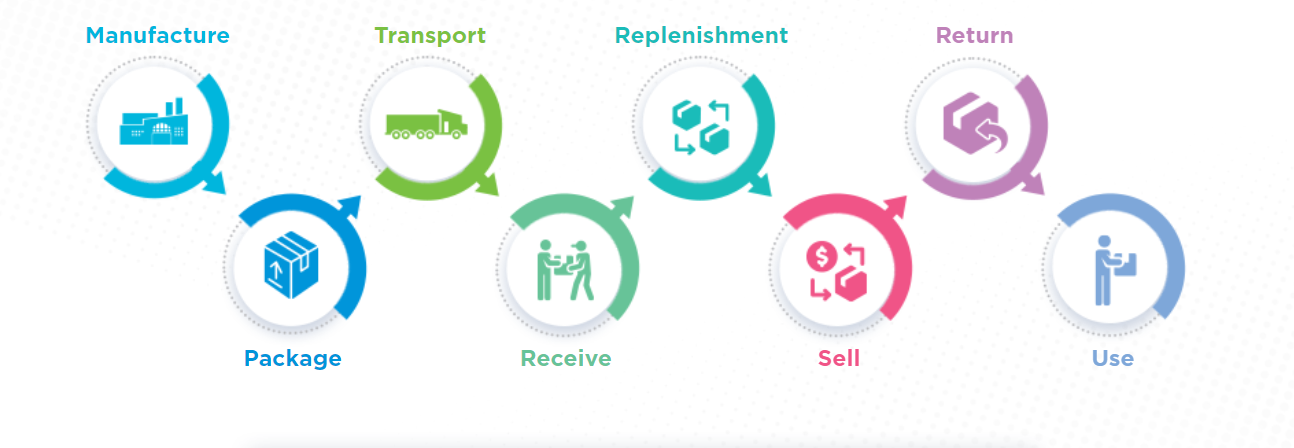 Manufacture
Transport
Replenishment
Return
$
Package
Receive
Sell
Use